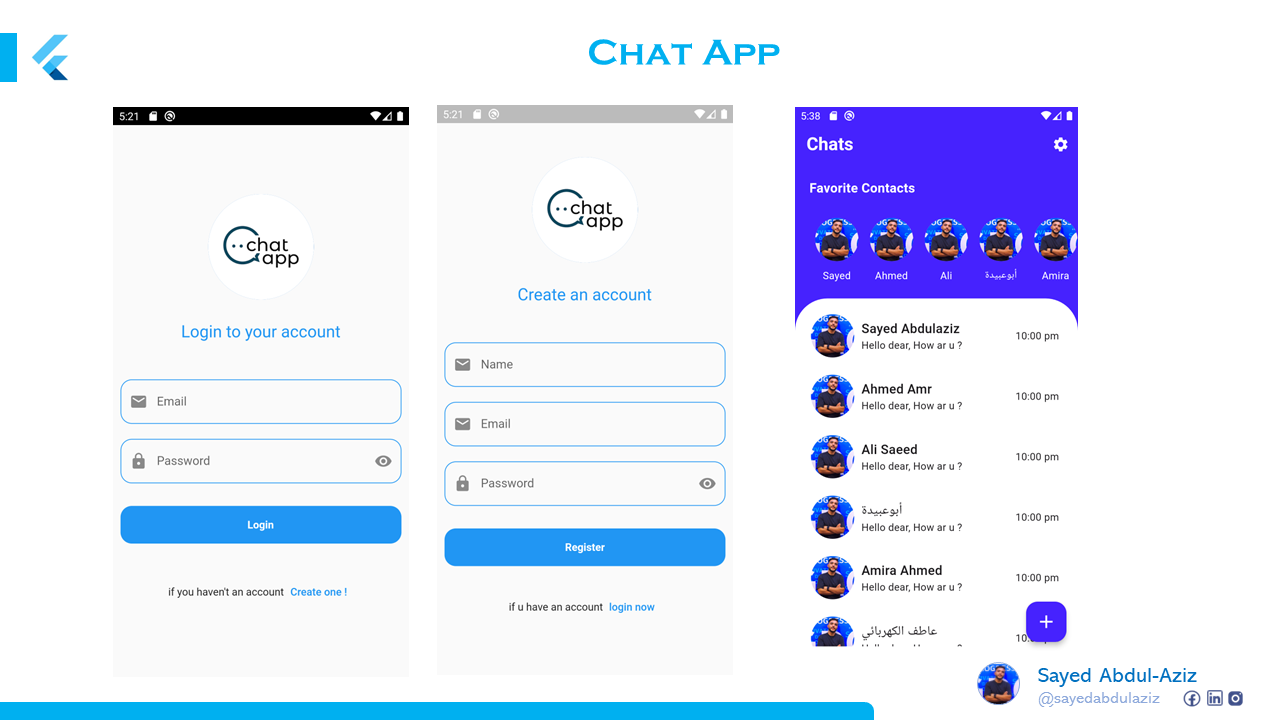 Chat App
5:21
chat
app
Login to your account
Email
Password
Login
if you haven't an account Create one !
5:21
chat
app
Create an account
Name
Email
Password
Register
if u have an account login now
5:38
Chats
Favorite Contacts
Sayed Ahmed Ali أبوعبيدة Amira
Sayed Abdulaziz
Hello dear, How ar u ?
10:00 pm
Ahmed Amr
Hello dear, How ar u ?
10:00 pm
Ali Saeed
Hello dear, How ar u ?
10:00 pm
أبوعبيدة
Hello dear, How ar u ?
10:00 pm
Amira Ahmed
Hello dear, How ar u ?
10:00 pm
عاطف الكهربائي
Sayed Abdul-Aziz
@sayedabdulaziz